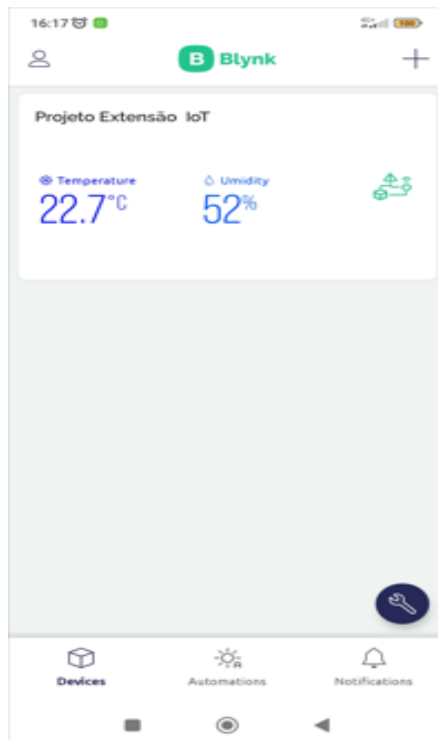 16:17
B Blynk
Projeto Extensão IoT
Temperature
22.7°C
Umidity
52%
Devices
Automations
Notifications